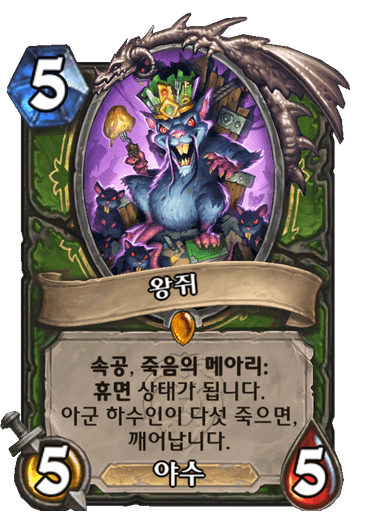 5
왕쥐
속공, 죽음의 메아리:
휴면 상태가 됩니다.
아군 하수인이 다섯 죽으면,
깨어납니다.
5
야수
5